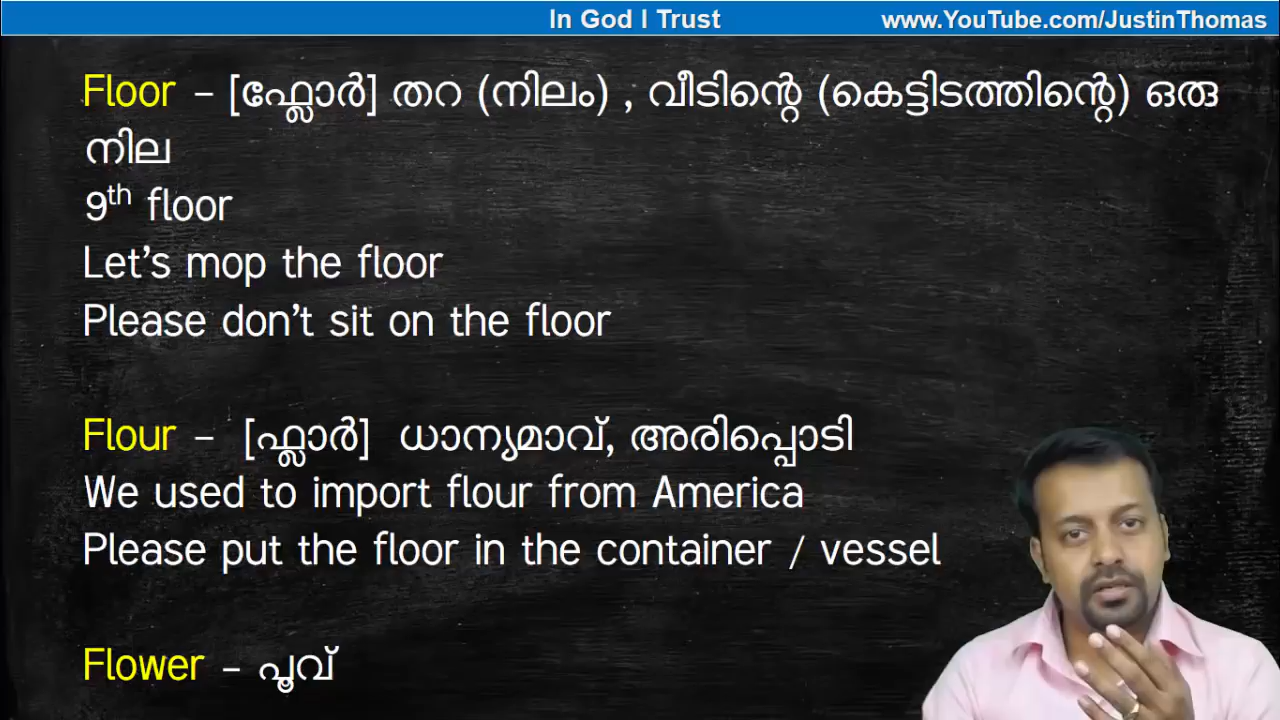 In God I Trust www.YouTube.com/JustinThomas
Floor – [ഫ്ലോർ] തറ (നിലം) , വീടിന്റെ (കെട്ടിടത്തിന്റെ) ഒരു
നില
9th floor
Let’s mop the floor
Please don’t sit on the floor
Flour – [ഫ്ലാർ] ധാന്യമാവ്, അരിപ്പൊടി
We used to import flour from America
Please put the floor in the container / vessel
Flower – പൂവ്